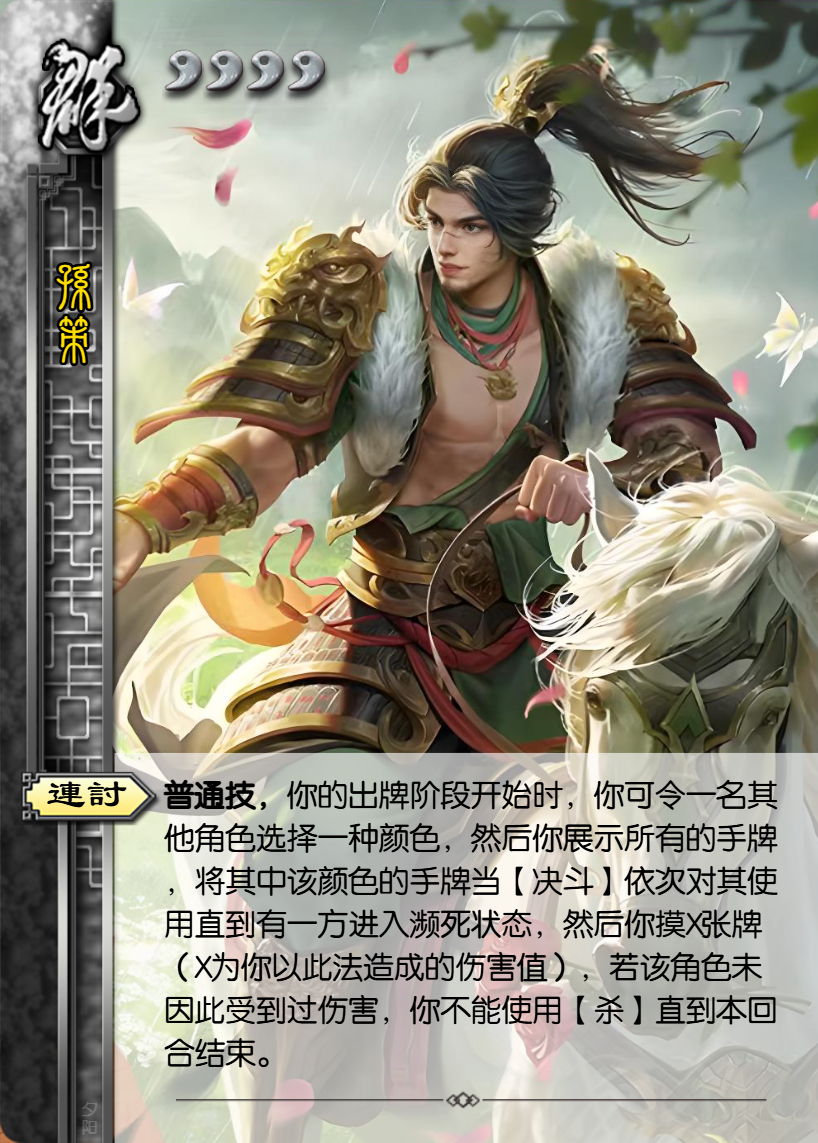 群
孫策
連討
普通技，你的出牌阶段开始时，你可令一名其
他角色选择一种颜色，然后你展示所有的手牌
，将其中该颜色的手牌当【决斗】依次对其使
用直到有一方进入濒死状态，然后你摸X张牌
（X为你以此法造成的伤害值），若该角色未
因此受到过伤害，你不能使用【杀】直到本回
合结束。
夕阳